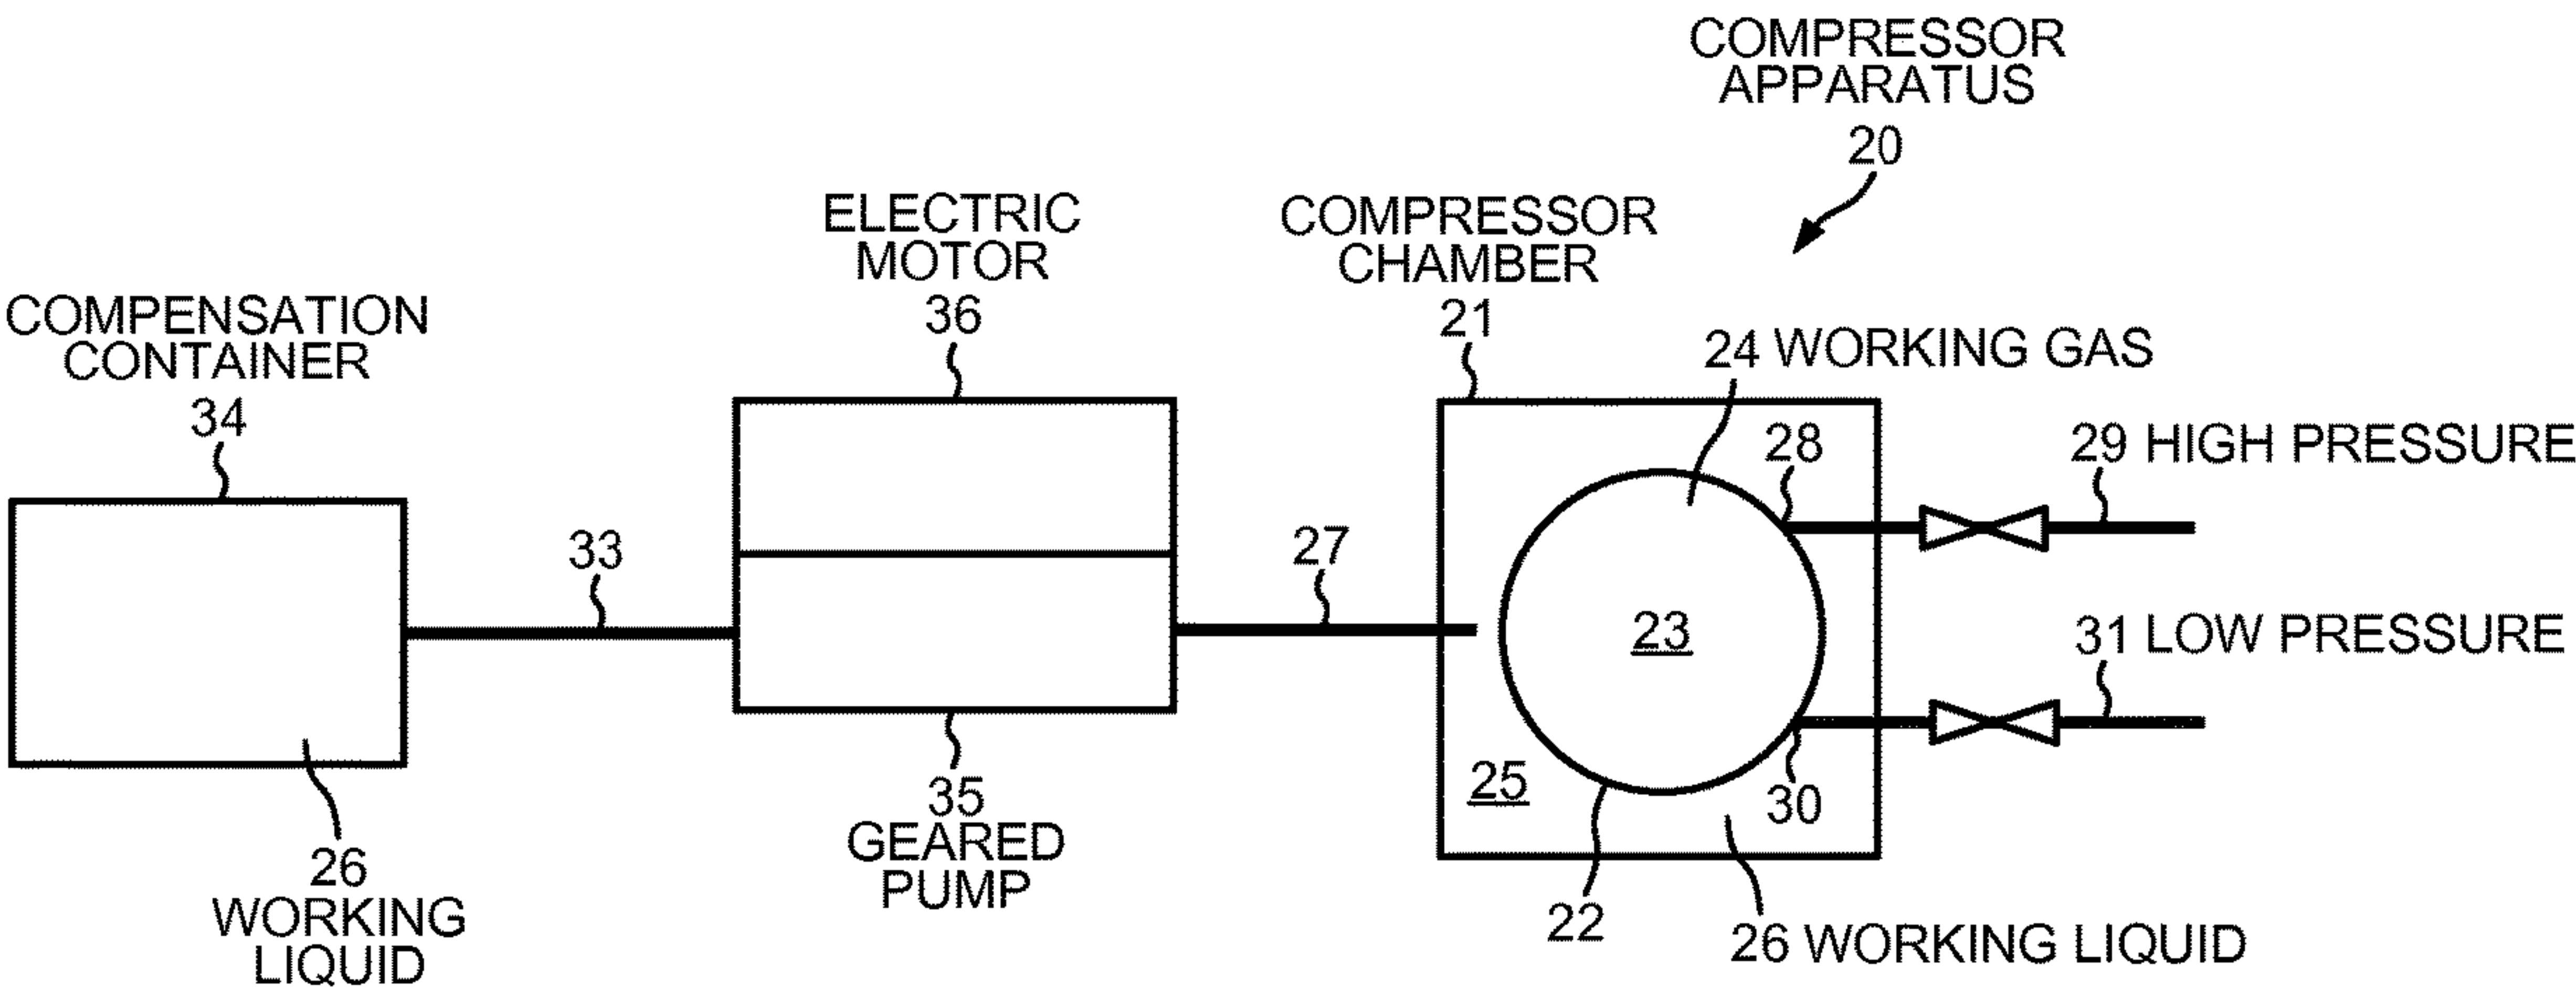 COMPRESSOR
APPARATUS
20
ELECTRIC
MOTOR
36
COMPRESSOR
CHAMBER
21
COMPENSATION
CONTAINER
34
24 WORKING GAS
28
29 HIGH PRESSURE
33
27
23
31 LOW PRESSURE
25
30
35
GEARED
PUMP
26
WORKING
LIQUID
22
26 WORKING LIQUID